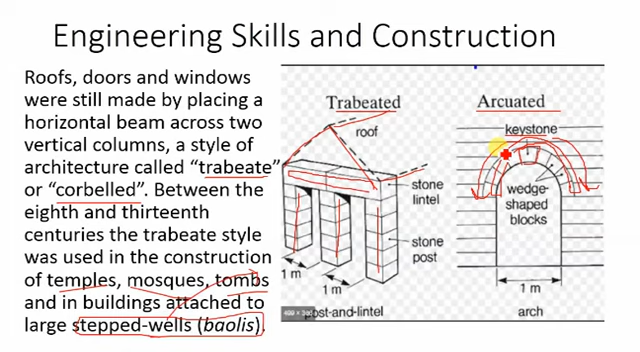 Engineering Skills and Construction
Roofs, doors and windows
were still made by placing a
horizontal beam across two
vertical columns, a style of
architecture called "trabeate"
or "corbelled". Between the
eighth and thirteenth
centuries the trabeate style
was used in the construction
of temples, mosques, tombs
and in buildings attached to
large stepped-wells (baolis).
Trabeated
roof
stone
lintel
stone
post
1 m
1 m
post-and-lintel
Arcuated
keystone
wedge-
shaped
blocks
1 m
arch